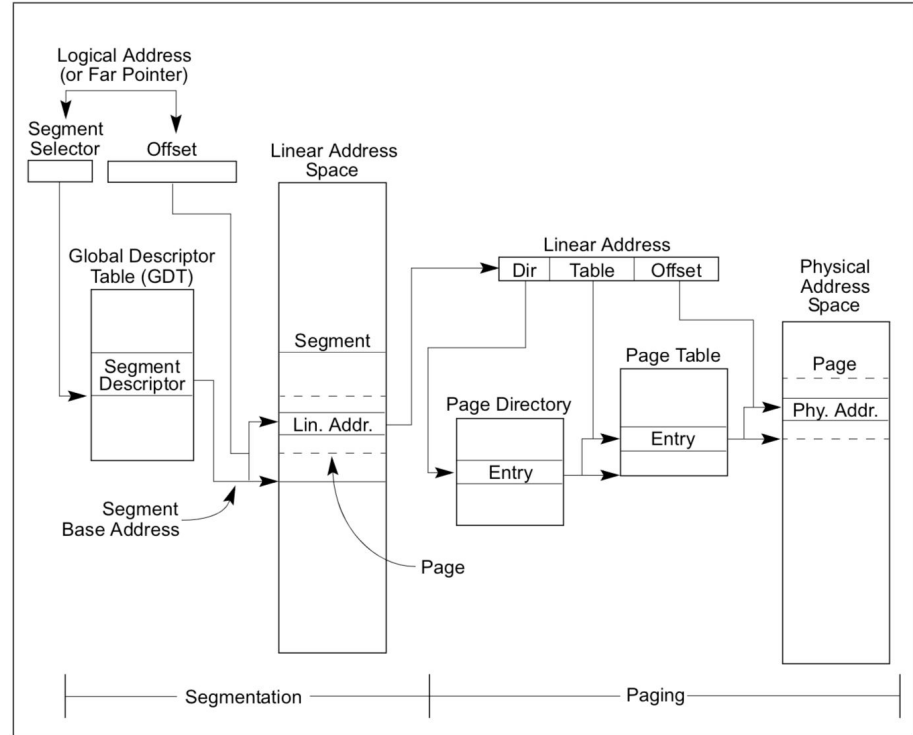 Logical Address
(or Far Pointer)
Segment
Selector
Offset
Linear Address
Space
Global Descriptor
Table (GDT)
Segment
Descriptor
Segment
Lin. Addr.
Segment
Base Address
Page
Linear Address
Dir Table Offset
Page Directory
Entry
Page Table
Entry
Physical
Address
Space
Page
Phy. Addr.
Segmentation
Paging